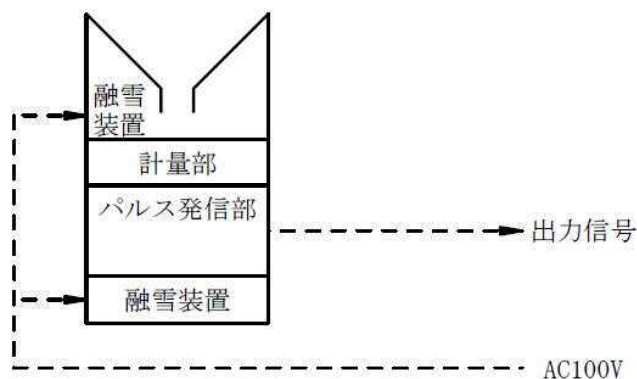 融雪
装置
計量部
パルス発信部
出力信号
融雪装置
AC100V